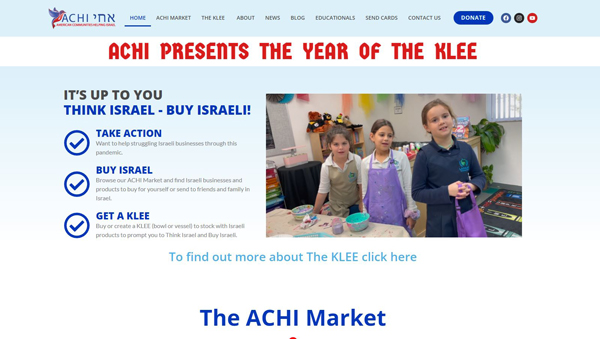 ACHI אחי
AMERICAN COMMUNITIES HELPING ISRAEL
HOME ACHI MARKET THE KLEE ABOUT NEWS BLOG EDUCATIONALS SEND CARDS CONTACT US DONATE
ACHI PRESENTS THE YEAR OF THE KLEE
IT'S UP TO YOU
THINK ISRAEL - BUY ISRAELI!
TAKE ACTION
Want to help struggling Israeli businesses through this
pandemic.
BUY ISRAEL
Browse our ACHI Market and find Israeli businesses and
products to buy for yourself or send to friends and family in
Israel.
GET A KLEE
Buy or create a KLEE (bowl or vessel) to stock with Israeli
products to prompt you to Think Israel and Buy Israeli.
To find out more about The KLEE click here
The ACHI Market